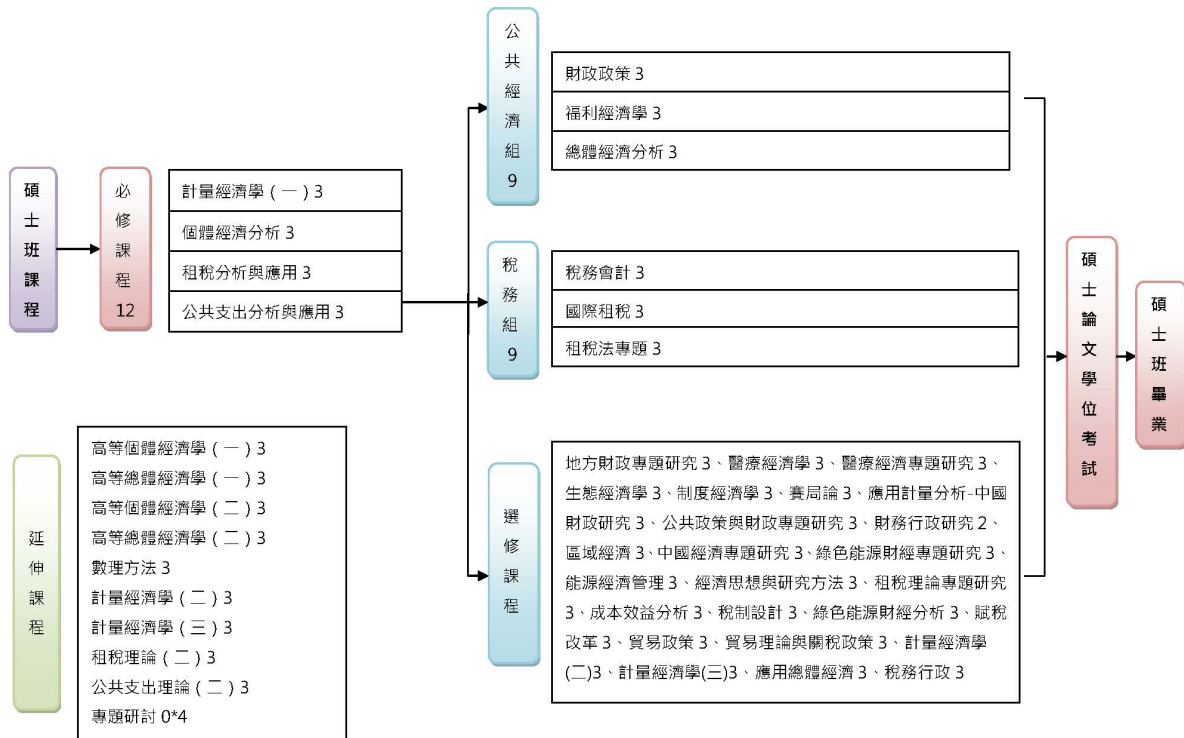 碩士班課程
必修課程 12
計量經濟學 ( 一 ) 3
個體經濟分析 3
租稅分析與應用 3
公共支出分析與應用 3
公共經濟組 9
財政政策 3
福利經濟學 3
總體經濟分析 3
稅務組 9
稅務會計 3
國際租稅 3
租稅法專題 3
選修課程
地方財政專題研究 3、醫療經濟學 3、醫療經濟專題研究 3、
生態經濟學 3、制度經濟學 3、賽局論 3、應用計量分析-中國
財政研究 3、公共政策與財政專題研究 3、財務行政研究 2、
區域經濟 3、中國經濟專題研究 3、綠色能源財經專題研究 3、
能源經濟管理 3、經濟思想與研究方法 3、租稅理論專題研究
3、成本效益分析 3、稅制設計 3、綠色能源財經分析 3、賦稅
改革 3、貿易政策 3、貿易理論與關稅政策 3、計量經濟學
(二)3、計量經濟學(三)3、應用總體經濟 3、稅務行政 3
碩士論文學位考試
碩士班畢業
延伸課程
高等個體經濟學 ( 一 ) 3
高等總體經濟學 ( 一 ) 3
高等個體經濟學 ( 二 ) 3
高等總體經濟學 ( 二 ) 3
數理方法 3
計量經濟學 ( 二 ) 3
計量經濟學 ( 三 ) 3
租稅理論 ( 二 ) 3
公共支出理論 ( 二 ) 3
專題研討 0*4